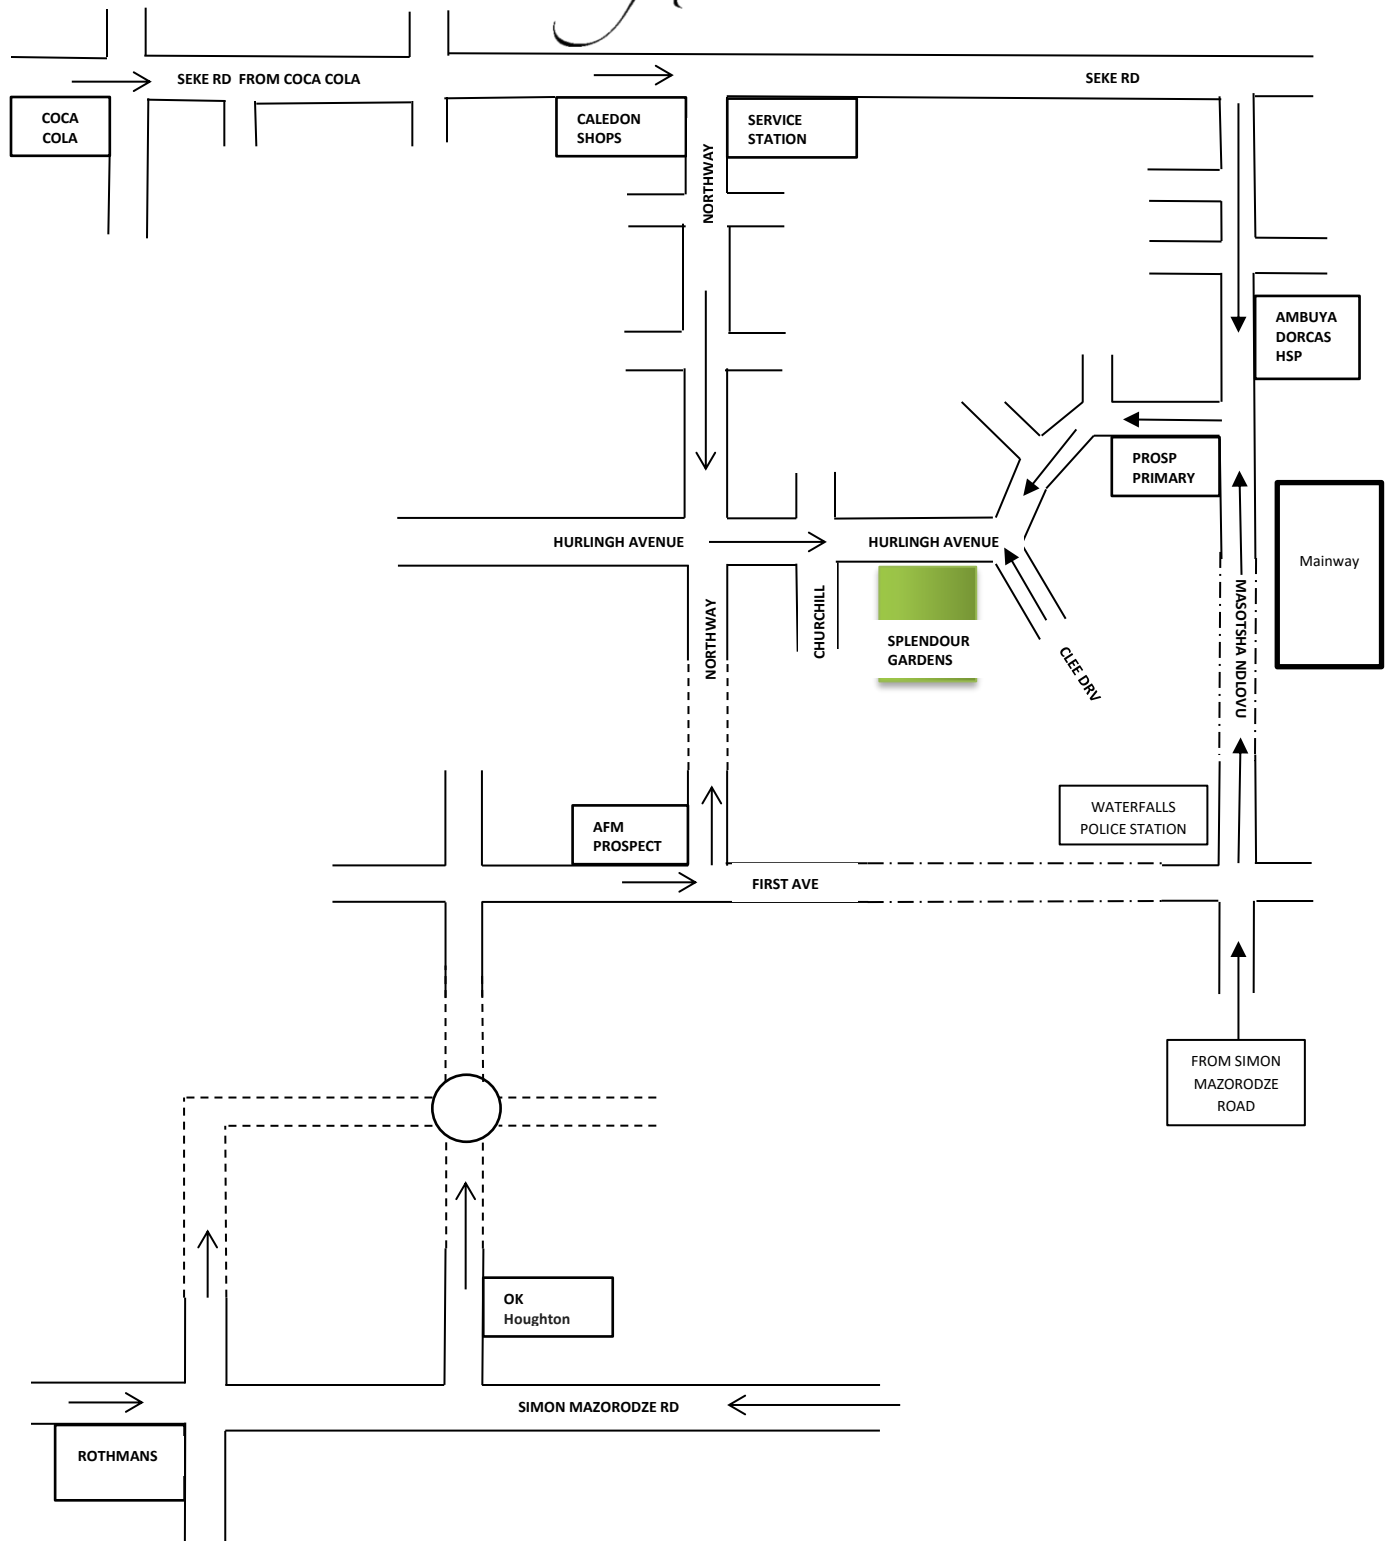 SEKE RD  FROM COCA COLA
SEKE RD
COCA
COLA
CALEDON
SHOPS
SERVICE
STATION
NORTHWAY
AMBUYA
DORCAS
HSP
PROSP
PRIMARY
Mainway
HURLINGH AVENUE
HURLINGH AVENUE
MASOTSHA NDLOVU
NORTHWAY
CHURCHILL
SPLENDOUR
GARDENS
CLEE DRV
WATERFALLS
POLICE STATION
AFM
PROSPECT
FIRST AVE
FROM SIMON
MAZORODZE
ROAD
OK
Houghton
SIMON MAZORODZE RD
ROTHMANS